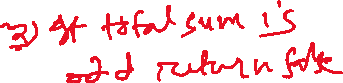 3) If total sum is
odd return false